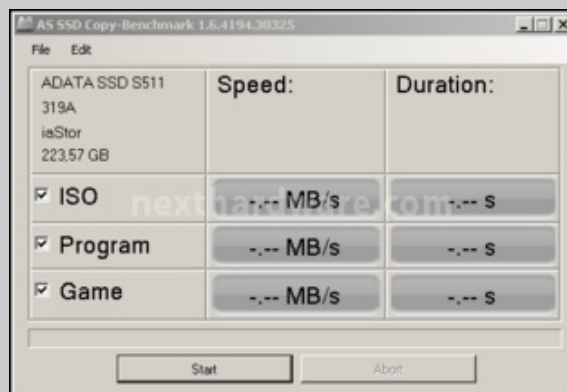 AS SSD Copy-Benchmark 1.6.4194.30325
File Edit
ADATA SSD S511
319A
iaStor
223,57 GB
Speed:
Duration:
ISO -.-- MB/s -.-- s
Program -.-- MB/s -.-- s
Game -.-- MB/s -.-- s
nexthardware.com
Start Abort